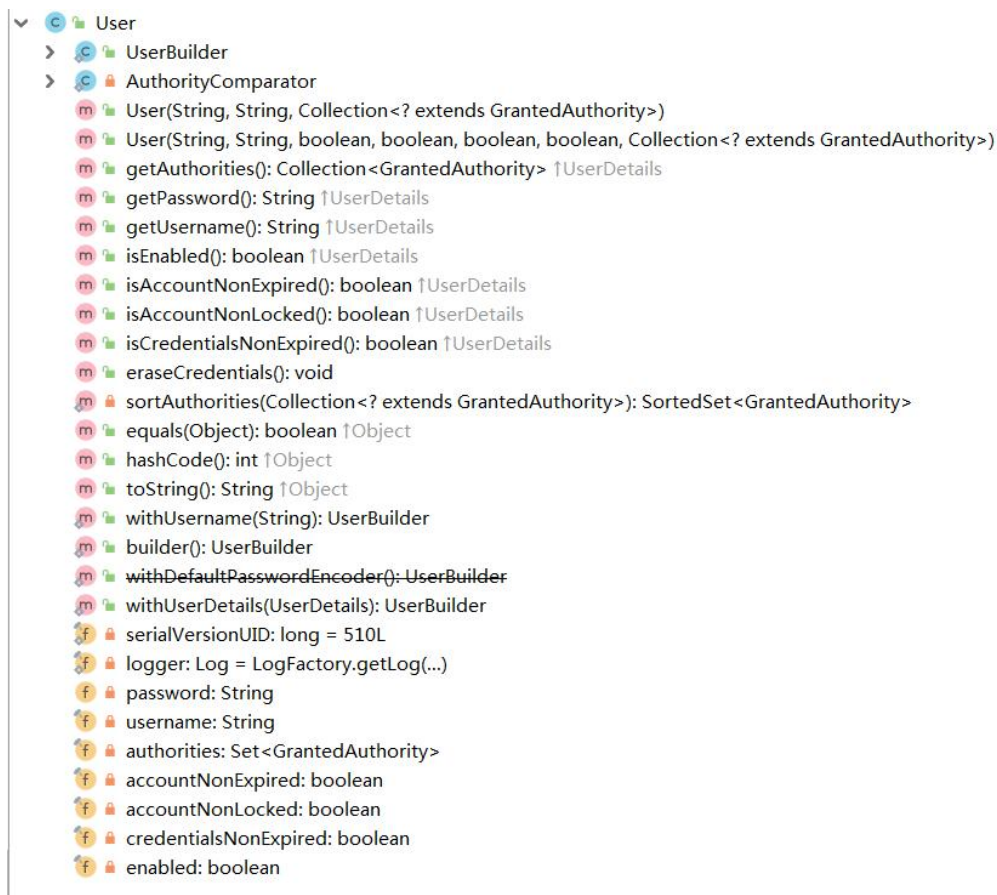 User
UserBuilder
AuthorityComparator
User(String, String, Collection<? extends GrantedAuthority>)
User(String, String, boolean, boolean, boolean, boolean, Collection<? extends GrantedAuthority>)
getAuthorities(): Collection<GrantedAuthority> ↑UserDetails
getPassword(): String ↑UserDetails
getUsername(): String ↑UserDetails
isEnabled(): boolean ↑UserDetails
isAccountNonExpired(): boolean ↑UserDetails
isAccountNonLocked(): boolean ↑UserDetails
isCredentialsNonExpired(): boolean ↑UserDetails
eraseCredentials(): void
sortAuthorities(Collection<? extends GrantedAuthority>): SortedSet<GrantedAuthority>
equals(Object): boolean ↑Object
hashCode(): int ↑Object
toString(): String ↑Object
withUsername(String): UserBuilder
builder(): UserBuilder
withDefaultPasswordEncoder(): UserBuilder
withUserDetails(UserDetails): UserBuilder
serialVersionUID: long = 510L
logger: Log = LogFactory.getLog(...)
password: String
username: String
authorities: Set<GrantedAuthority>
accountNonExpired: boolean
accountNonLocked: boolean
credentialsNonExpired: boolean
enabled: boolean